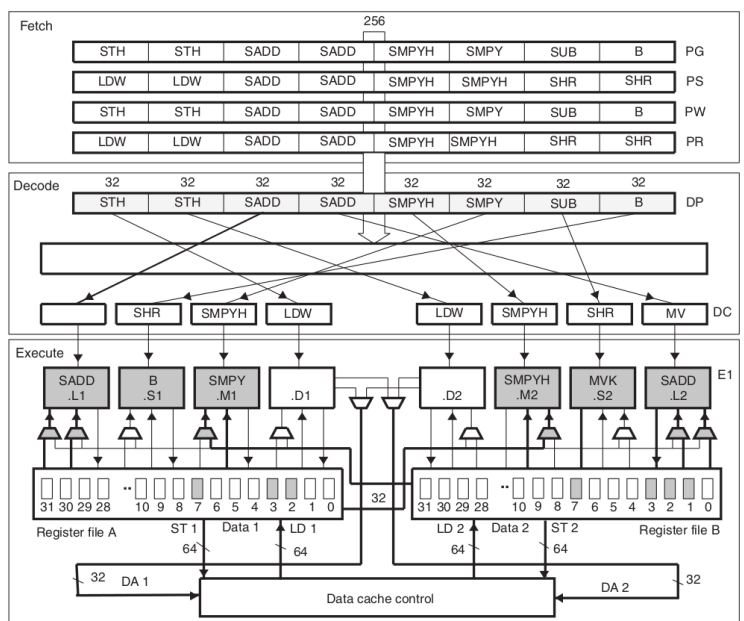 256
Fetch
STH STH SADD SADD SMPYH SMPY SUB B PG
LDW LDW SADD SADD SMPYH SMPYH SHR SHR PS
STH STH SADD SADD SMPYH SMPY SUB B PW
LDW LDW SADD SADD SMPYH SMPYH SHR SHR PR
Decode
32 32 32 32 32 32 32 32
STH STH SADD SADD SMPYH SMPY SUB B DP
SHR SMPYH LDW LDW SMPYH SHR MV DC
Execute
E1
SADD B SMPY SMPYH MVK SADD
.L1 .S1 .M1 .D1 .D2 .M2 .S2 .L2
31 30 29 28 .. 10 9 8 7 6 5 4 3 2 1 0
32
31 30 29 28 .. 10 9 8 7 6 5 4 3 2 1 0
Register file A ST 1 Data 1 LD 1 LD 2 Data 2 ST 2 Register file B
64 64 64 64
32 DA 1 DA 2 32
Data cache control